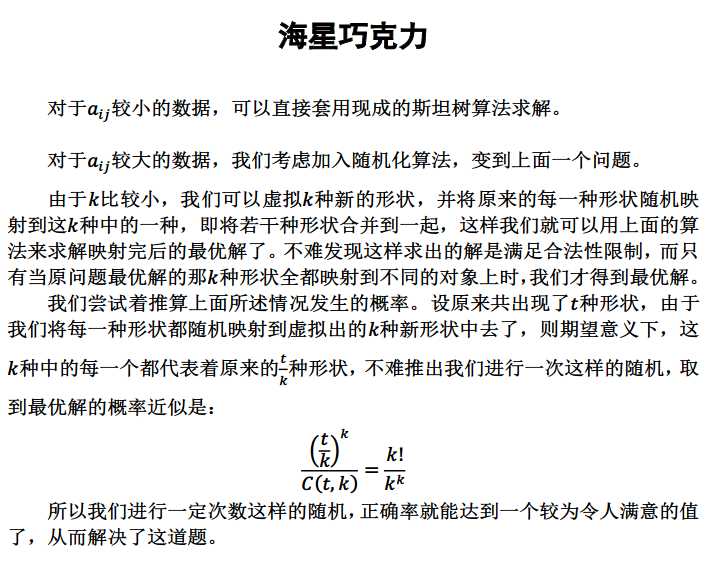 海星巧克力
对于a_{ij}较小的数据，可以直接套用现成的斯坦树算法求解。
对于a_{ij}较大的数据，我们考虑加入随机化算法，变到上面一个问题。
由于k比较小，我们可以虚拟k种新的形状，并将原来的每一种形状随机映
射到这k种中的一种，即将若干种形状合并到一起，这样我们就可以用上面的算
法来求解映射完后的最优解了。不难发现这样求出的解是满足合法性限制，而只
有当原问题最优解的那k种形状全都映射到不同的对象上时，我们才得到最优解。
我们尝试着推算上面所述情况发生的概率。设原来共出现了t种形状，由于
我们将每一种形状都随机映射到虚拟出的k种新形状中去了，则期望意义下，这
k种中的每一个都代表着原来的\frac{t}{k}种形状，不难推出我们进行一次这样的随机，取
到最优解的概率近似是：
\frac{\left(\frac{t}{k}\right)^k}{C(t,k)} = \frac{k!}{k^k}
所以我们进行一定次数这样的随机，正确率就能达到一个较为令人满意的值
了，从而解决了这道题。